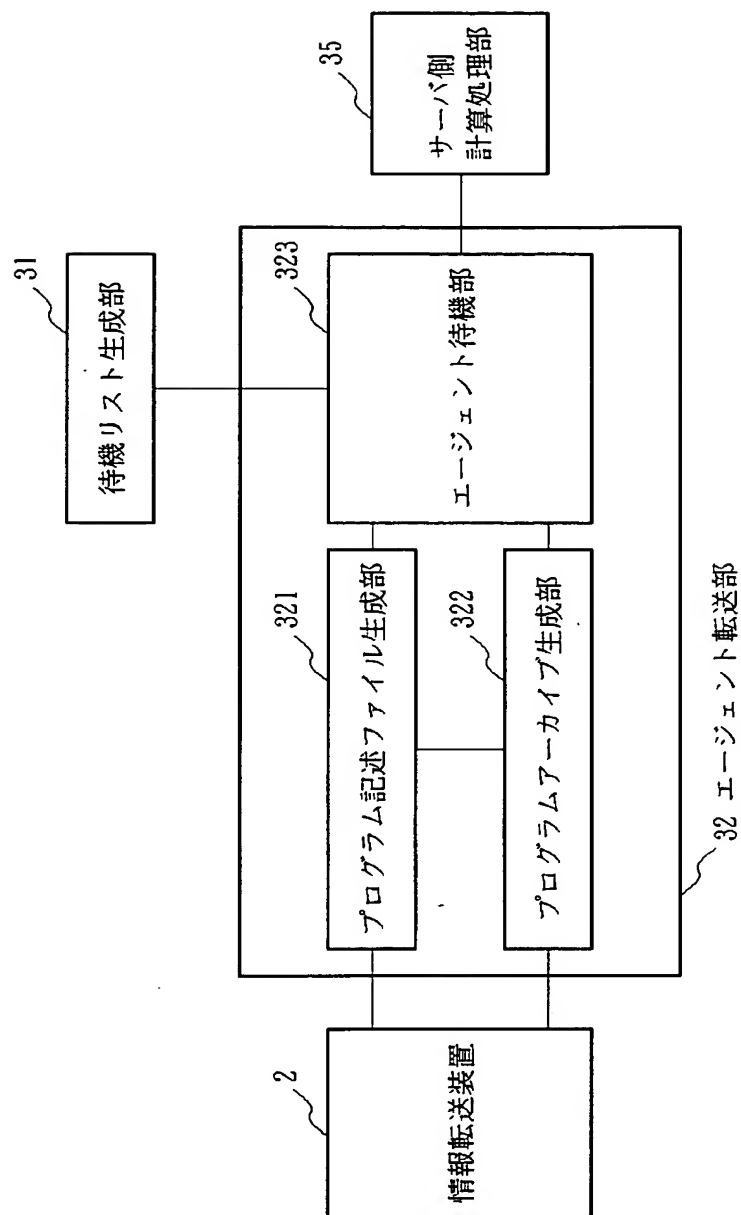 31
待機リスト生成部
35
サーバ側
計算処理部
323
エージェント待機部
321
プログラム記述ファイル生成部
322
プログラムアーカイブ生成部
32 エージェント転送部
2
情報転送装置